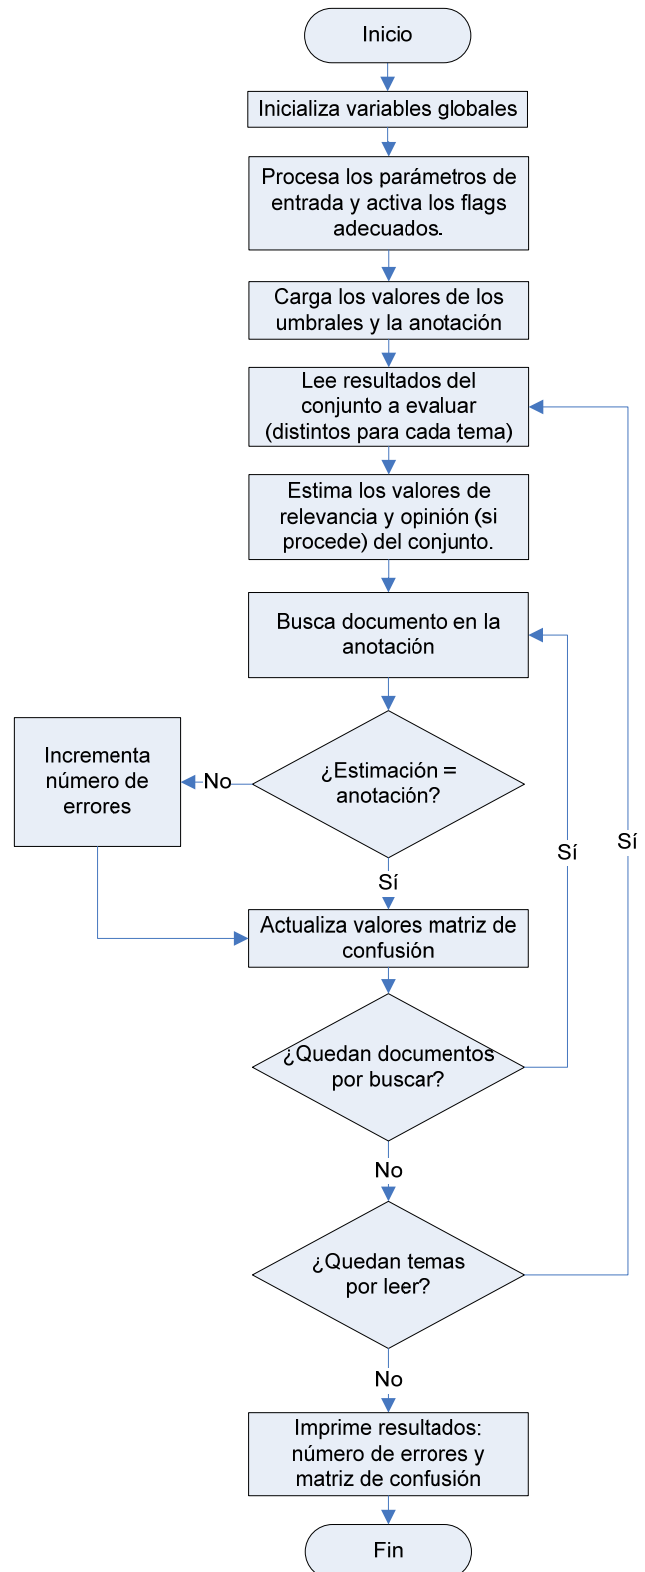 Inicio
Inicializa variables globales
Procesa los parámetros de
entrada y activa los flags
adecuados.
Carga los valores de los
umbrales y la anotación
Lee resultados del
conjunto a evaluar
(distintos para cada tema)
Estima los valores de
relevancia y opinión (si
procede) del conjunto.
Busca documento en la
anotación
¿Estimación =
anotación?
No
Incrementa
número de
errores
Sí
Actualiza valores matriz de
confusión
¿Quedan documentos
por buscar?
Sí
No
¿Quedan temas
por leer?
Sí
No
Imprime resultados:
número de errores y
matriz de confusión
Fin